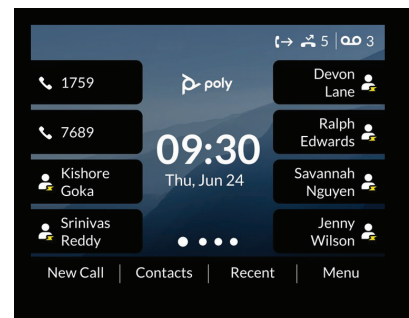 5 | 3
1759
7689
Kishore
Goka
Srinivas
Reddy
poly
09:30
Thu, Jun 24
Devon
Lane
Ralph
Edwards
Savannah
Nguyen
Jenny
Wilson
New Call | Contacts | Recent | Menu